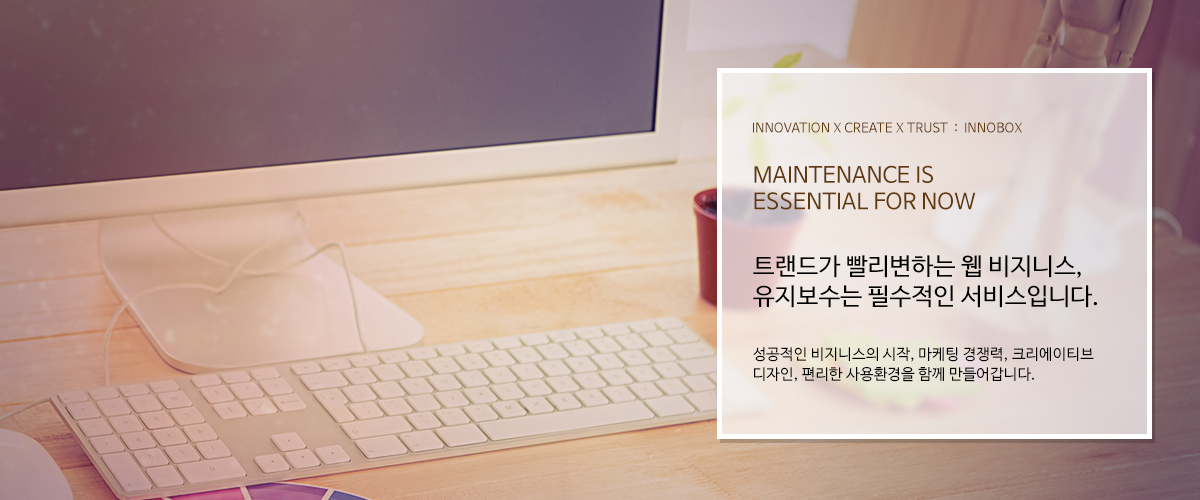 INNOVATION X CREATE X TRUST : INNOBOX
MAINTENANCE IS
ESSENTIAL FOR NOW
트랜드가 빨리변하는 웹 비지니스,
유지보수는 필수적인 서비스입니다.
성공적인 비지니스의 시작, 마케팅 경쟁력, 크리에이티브
디자인, 편리한 사용환경을 함께 만들어갑니다.